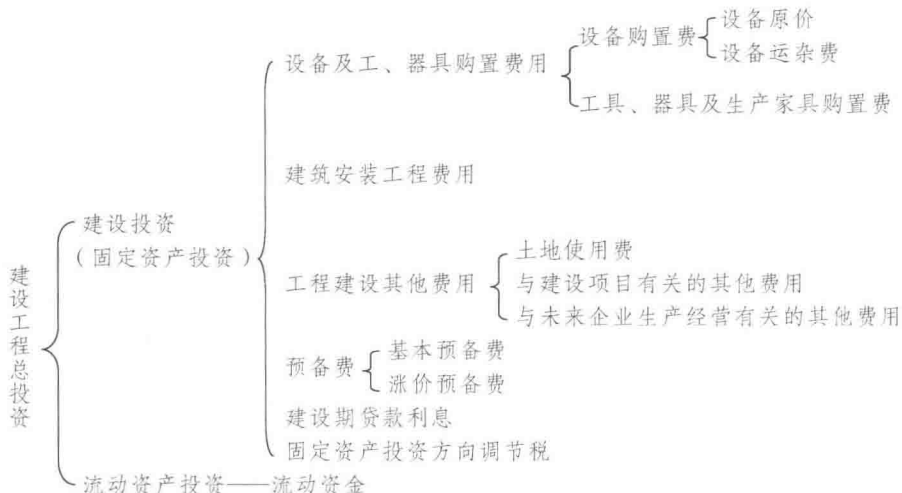 建设工程总投资
建设投资
(固定资产投资)
设备及工、器具购置费用
设备购置费
设备原价
设备运杂费
工具、器具及生产家具购置费
建筑安装工程费用
工程建设其他费用
土地使用费
与建设项目有关的其他费用
与未来企业生产经营有关的其他费用
预备费
基本预备费
涨价预备费
建设期贷款利息
固定资产投资方向调节税
流动资产投资——流动资金